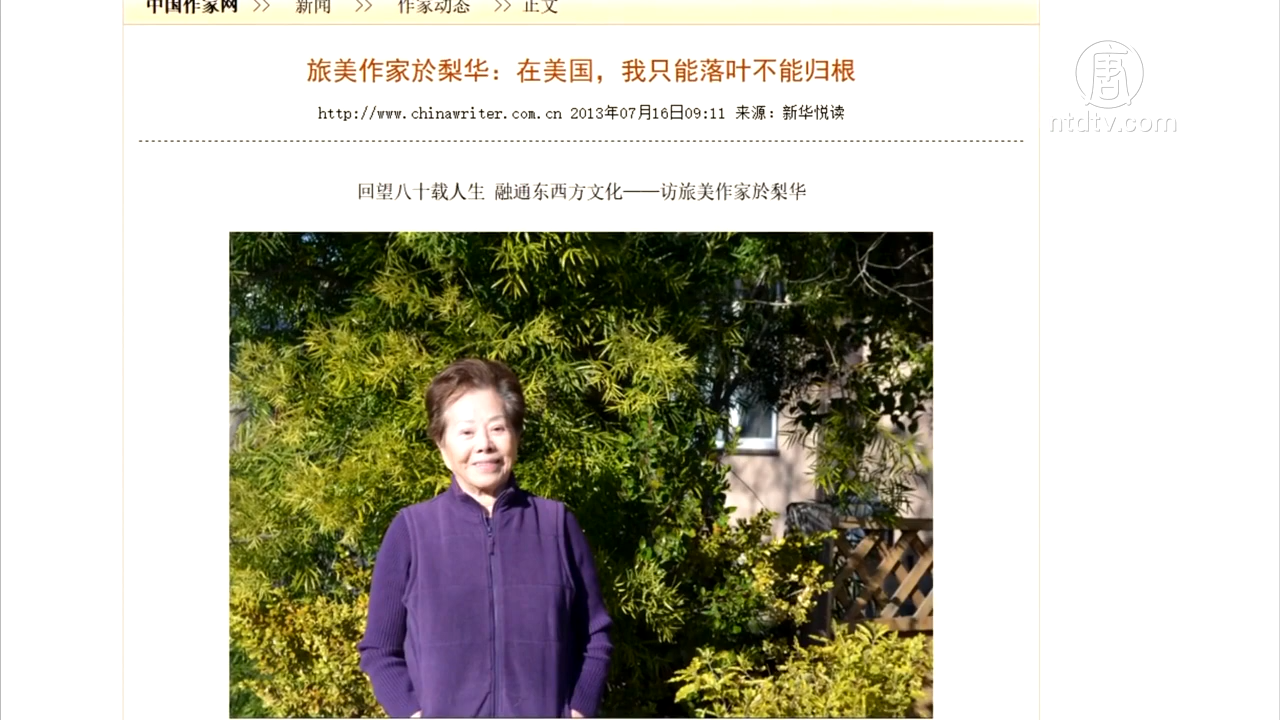 中国作家网 >> 新闻 >> 作家动态 >> 正文
旅美作家於梨华：在美国，我只能落叶不能归根
http://www.chinawriter.com.cn 2013年07月16日09:11 来源：新华悦读
回望八十载人生 融通东西方文化——访旅美作家於梨华
唐
ntdtv.com